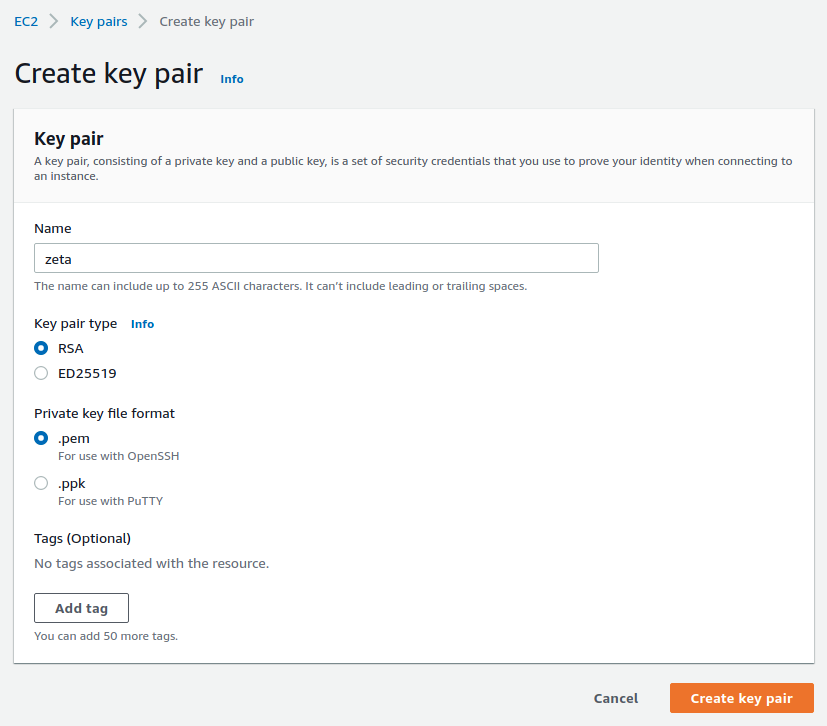 EC2 > Key pairs > Create key pair
Create key pair Info
Key pair
A key pair, consisting of a private key and a public key, is a set of security credentials that you use to prove your identity when connecting to
an instance.
Name
zeta
The name can include up to 255 ASCII characters. It can't include leading or trailing spaces.
Key pair type Info
RSA
ED25519
Private key file format
.pem
For use with OpenSSH
.ppk
For use with PuTTY
Tags (Optional)
No tags associated with the resource.
Add tag
You can add 50 more tags.
Cancel Create key pair